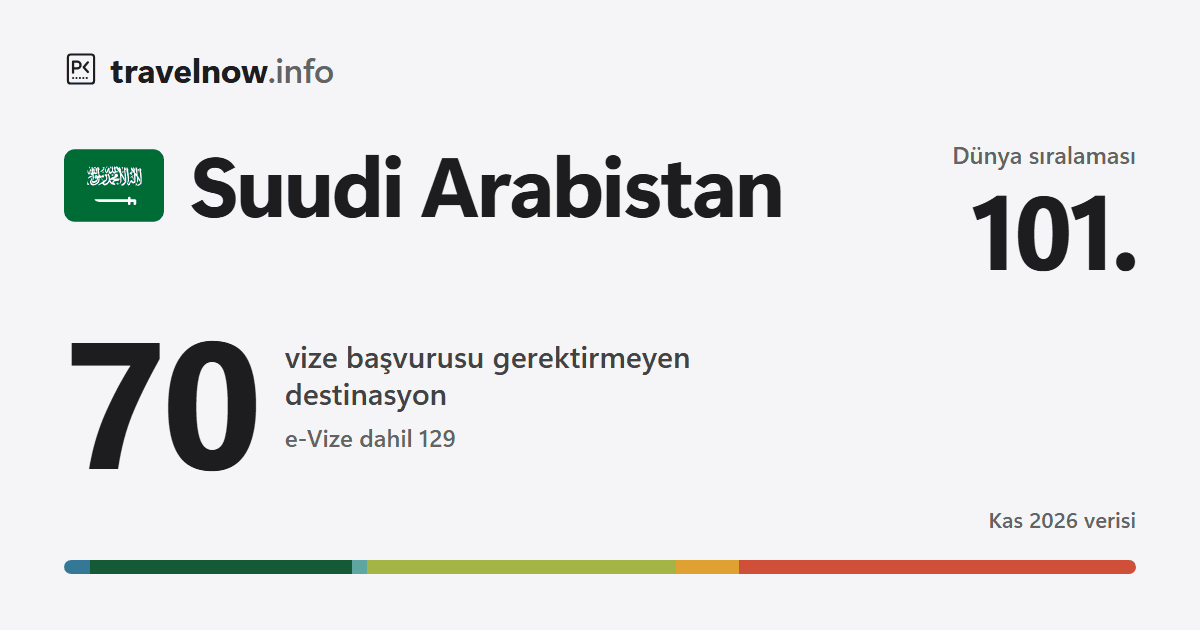 travelnow.info
Suudi Arabistan
Dünya sıralaması
101.
70
vize başvurusu gerektirmeyen
destinasyon
e-Vize dahil 129
Kas 2026 verisi